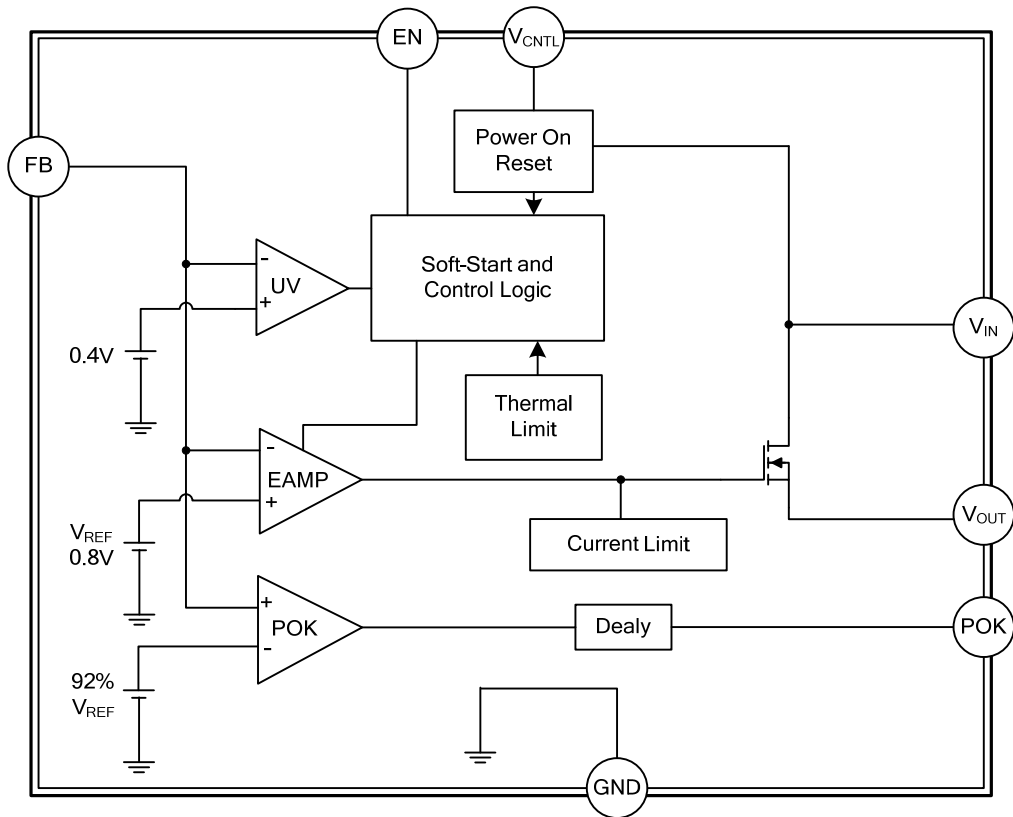 EN
VCNTL
Power On
Reset
FB
-
UV
+
Soft-Start and
Control Logic
0.4V
VIN
Thermal
Limit
-
EAMP
+
VREF
0.8V
Current Limit
VOUT
+
POK
-
Dealy
POK
92%
VREF
GND